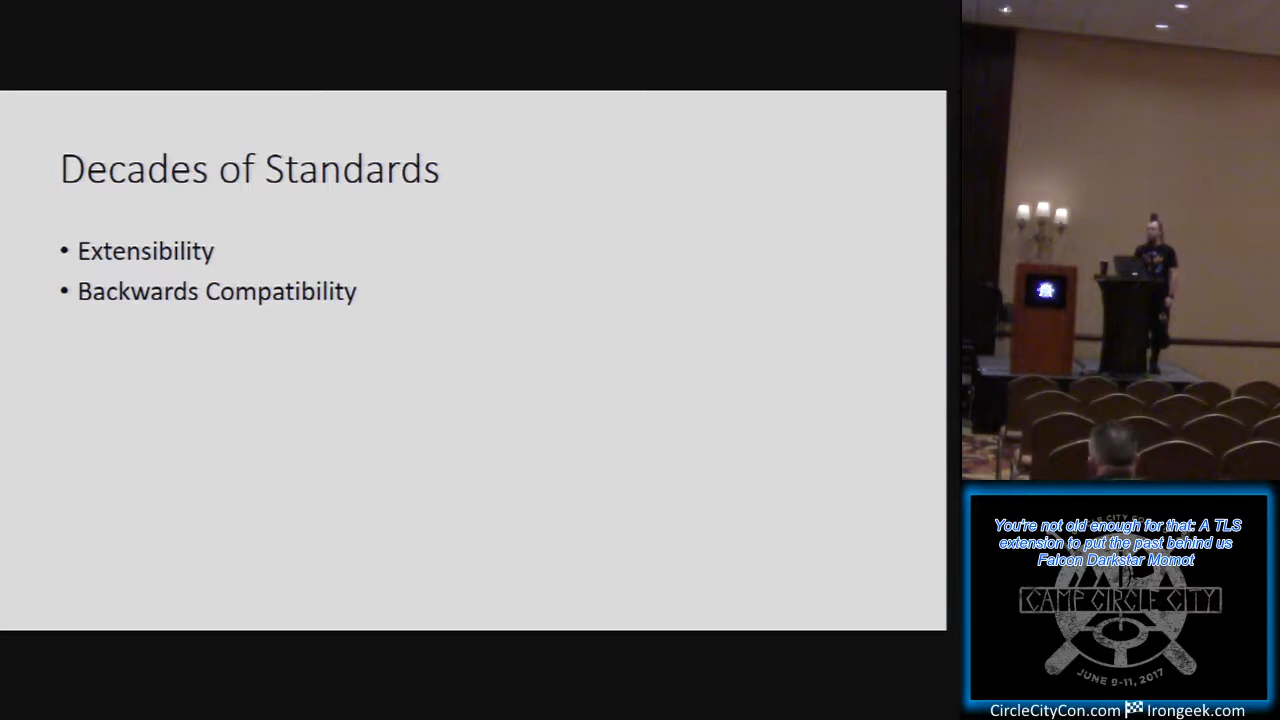 Decades of Standards
• Extensibility
• Backwards Compatibility
You're not old enough for that: A TLS
extension to put the past behind us
Falcon Darkstar Momot
CAMP CIRCLE CITY
JUNE 9-11, 2017
CircleCityCon.com Irongeek.com